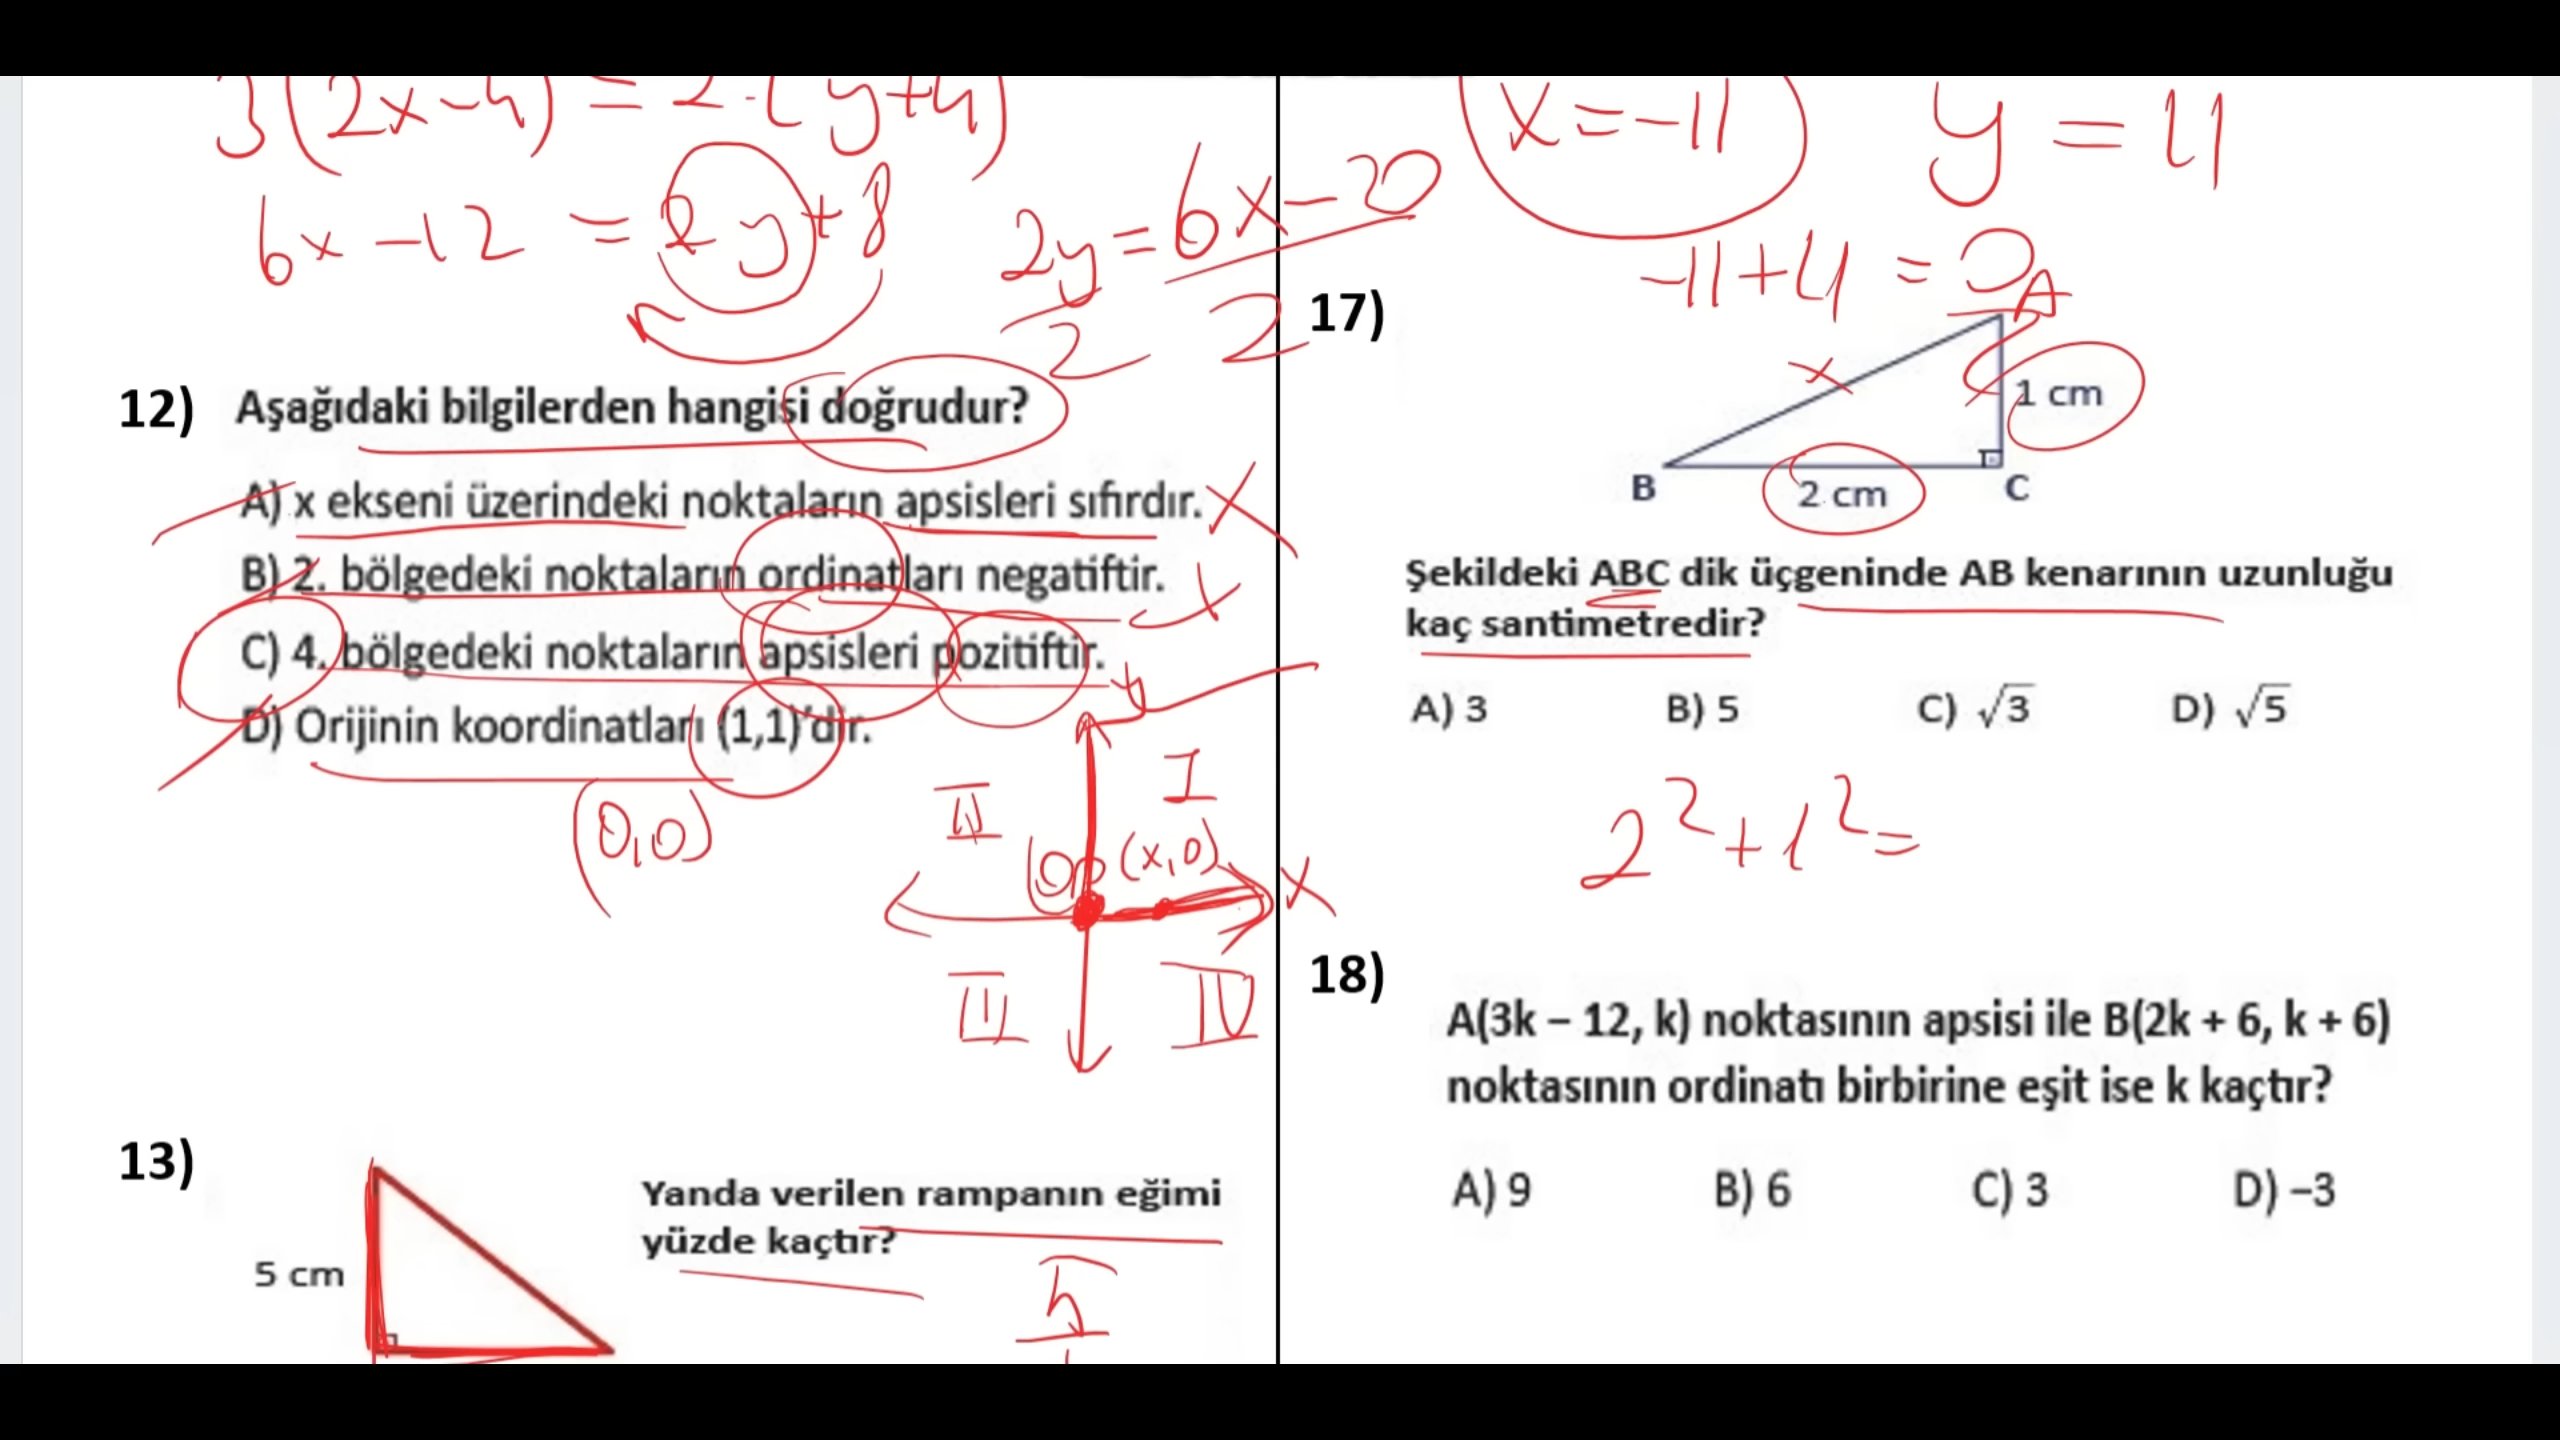 3(2x-4) = 2·(y+4)
6x-12 = 2y+8
2y = 6x-20
2 2
12) Aşağıdaki bilgilerden hangisi doğrudur?
A) x ekseni üzerindeki noktaların apsisleri sıfırdır.
B) 2. bölgedeki noktaların ordinatları negatiftir.
C) 4. bölgedeki noktaların apsisleri pozitiftir.
D) Orijinin koordinatları (1,1)'dir.
(0,0)
II
I
(x,0)
x
III
IV
13)
5 cm
Yanda verilen rampanın eğimi
yüzde kaçtır?
x=-11
y = 11
-11+11 = 0
17)
A
x
1 cm
B
2 cm
C
Şekildeki ABC dik üçgeninde AB kenarının uzunluğu
kaç santimetredir?
A) 3 B) 5 C) √3 D) √5
2²+1²=
18)
A(3k – 12, k) noktasının apsisi ile B(2k + 6, k + 6)
noktasının ordinatı birbirine eşit ise k kaçtır?
A) 9 B) 6 C) 3 D) –3